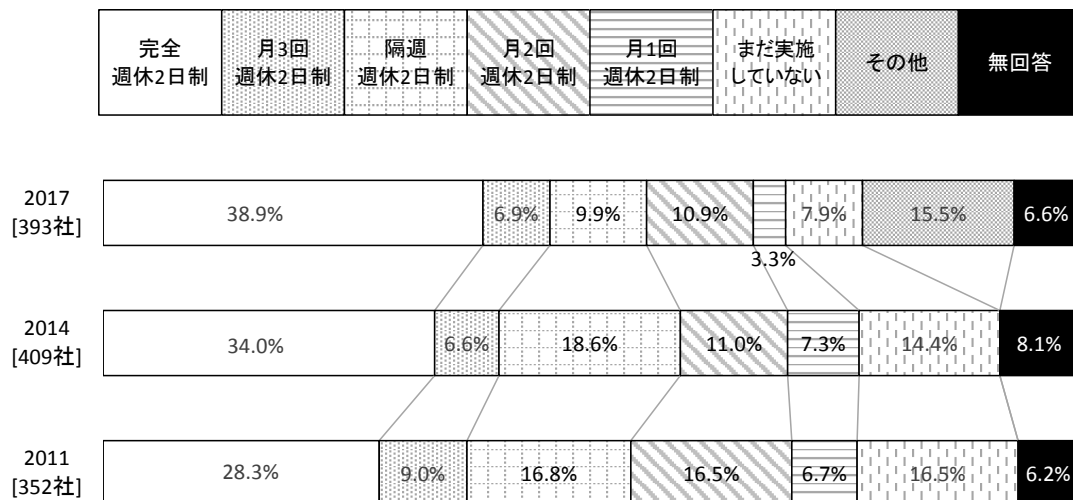 完全
週休2日制
月3回
週休2日制
隔週
週休2日制
月2回
週休2日制
月1回
週休2日制
まだ実施
していない
その他
無回答
2017
[393社]
38.9%
6.9%
9.9%
10.9%
3.3%
7.9%
15.5%
6.6%
2014
[409社]
34.0%
6.6%
18.6%
11.0%
7.3%
14.4%
8.1%
2011
[352社]
28.3%
9.0%
16.8%
16.5%
6.7%
16.5%
6.2%